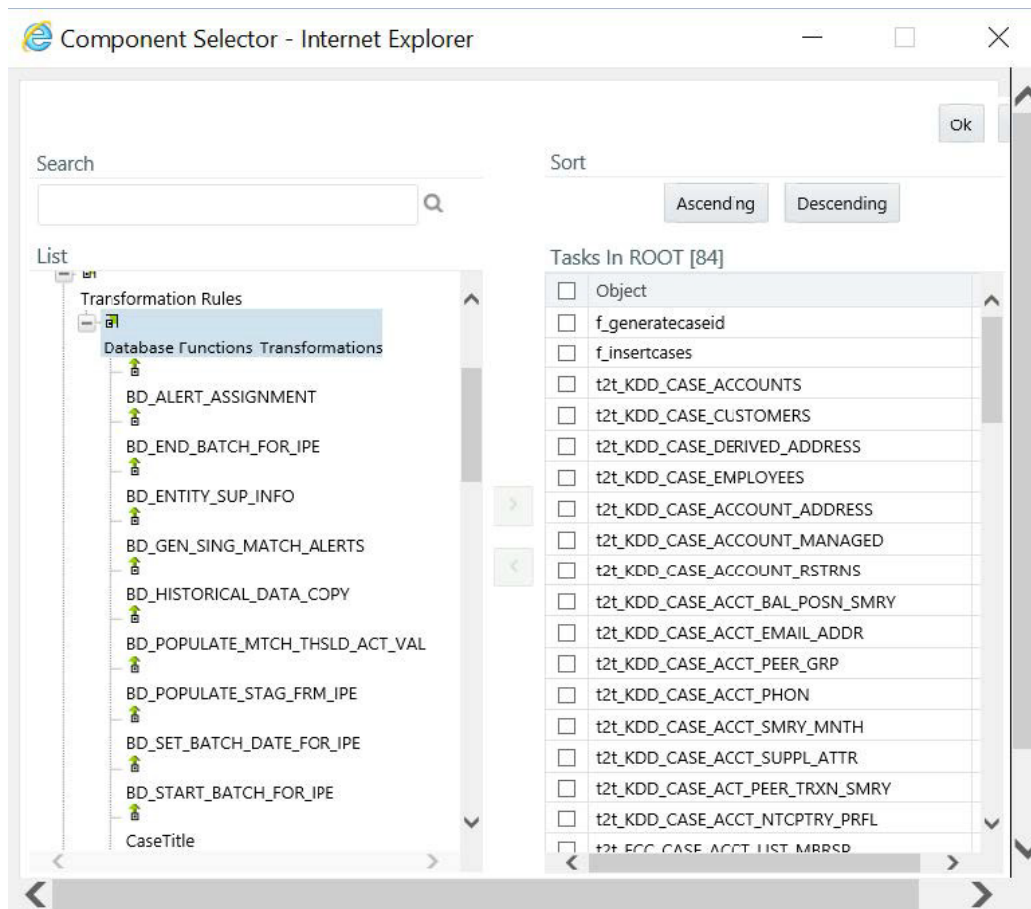 Component Selector - Internet Explorer
Ok
Search
Sort
Ascending
Descending
List
Tasks In ROOT [84]
Transformation Rules
Database Functions Transformations
BD_ALERT_ASSIGNMENT
BD_END_BATCH_FOR_IPE
BD_ENTITY_SUP_INFO
BD_GEN_SING_MATCH_ALERTS
BD_HISTORICAL_DATA_COPY
BD_POPULATE_MTCH_THSLD_ACT_VAL
BD_POPULATE_STAG_FRM_IPE
BD_SET_BATCH_DATE_FOR_IPE
BD_START_BATCH_FOR_IPE
CaseTitle
Object
f_generatecaseid
f_insertcases
t2t_KDD_CASE_ACCOUNTS
t2t_KDD_CASE_CUSTOMERS
t2t_KDD_CASE_DERIVED_ADDRESS
t2t_KDD_CASE_EMPLOYEES
t2t_KDD_CASE_ACCOUNT_ADDRESS
t2t_KDD_CASE_ACCOUNT_MANAGED
t2t_KDD_CASE_ACCOUNT_RSTRNS
t2t_KDD_CASE_ACCT_BAL_POSN_SMRY
t2t_KDD_CASE_ACCT_EMAIL_ADDR
t2t_KDD_CASE_ACCT_PEER_GRP
t2t_KDD_CASE_ACCT_PHON
t2t_KDD_CASE_ACCT_SMRY_MNTH
t2t_KDD_CASE_ACCT_SUPPL_ATTR
t2t_KDD_CASE_ACT_PEER_TRXN_SMRY
t2t_KDD_CASE_ACCT_NTCPTRY_PRFL